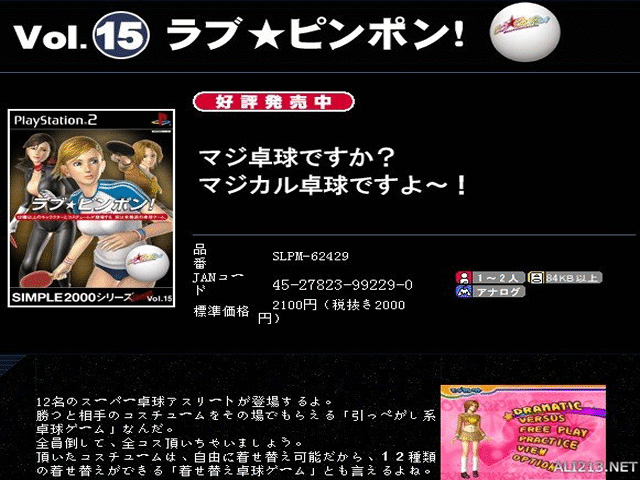 Vol. 15 ラブ★ピンポン!
好評発売中
PlayStation 2
ラブ★ピンポン!
SIMPLE2000シリーズ Vol.15
マジ卓球ですか？
マジカル卓球ですよ～！
品番 SLPM-62429
JANコード 45-27823-99229-0
標準価格 2100円（税抜き2000円）
1～2人
84KB以上
アナログ
12名のスーパー卓球アスリートが登場するよ。
勝つと相手のコスチュームをその場でもらえる「引っぺがし系
卓球ゲーム」なんだ。
全員倒して、全コス頂いちゃいましょう。
頂いたコスチュームは、自由に着せ替え可能だから、１２種類
の着せ替えができる「着せ替え卓球ゲーム」とも言えるよね。
DRAMATIC
VERSUS
FREE PLAY
PRACTICE
VIEW
OPTION
ALI213.NET